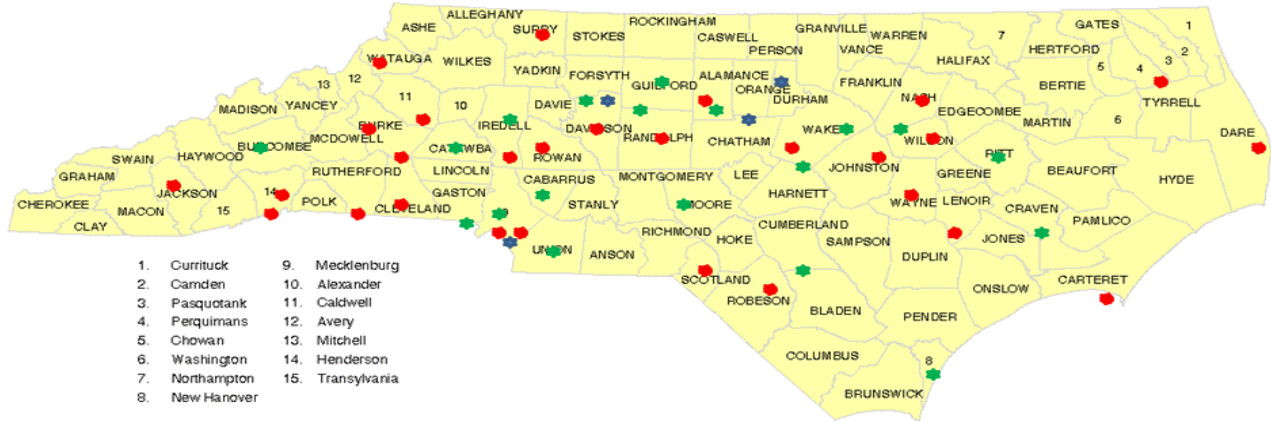 ALLEGHANY
ASHE
SURRY
STOKES
ROCKINGHAM
CASWELL
PERSON
GRANVILLE
VANCE
WARREN
7
GATES
1
2
HALIFAX
HERTFORD
5
4
3
WATAUGA
WILKES
YADKIN
FORSYTH
GUILFORD
ALAMANCE
ORANGE
DURHAM
FRANKLIN
NASH
BERTIE
13
12
11
10
TYRRELL
MADISON
YANCEY
BURKE
IREDELL
DAVIE
DAVIDSON
RANDOLPH
CHATHAM
WAKE
WILSON
EDGECOMBE
MARTIN
6
DARE
SWAIN
HAYWOOD
BUNCOMBE
MCDOWELL
CATAWBA
ROWAN
GRAHAM
JACKSON
RUTHERFORD
LINCOLN
CABARRUS
MONTGOMERY
LEE
JOHNSTON
PITT
GREENE
BEAUFORT
HYDE
CHEROKEE
MACON
14
POLK
CLEVELAND
GASTON
STANLY
MOORE
HARNETT
WAYNE
LENOIR
CRAVEN
PAMLICO
CLAY
15
9
UNION
ANSON
RICHMOND
HOKE
CUMBERLAND
SAMPSON
DUPLIN
JONES
SCOTLAND
ROBESON
BLADEN
ONSLOW
CARTERET
PENDER
COLUMBUS
8
BRUNSWICK
1. Currituck
2. Camden
3. Pasquotank
4. Perquimans
5. Chowan
6. Washington
7. Northampton
8. New Hanover
9. Mecklenburg
10. Alexander
11. Caldwell
12. Avery
13. Mitchell
14. Henderson
15. Transylvania